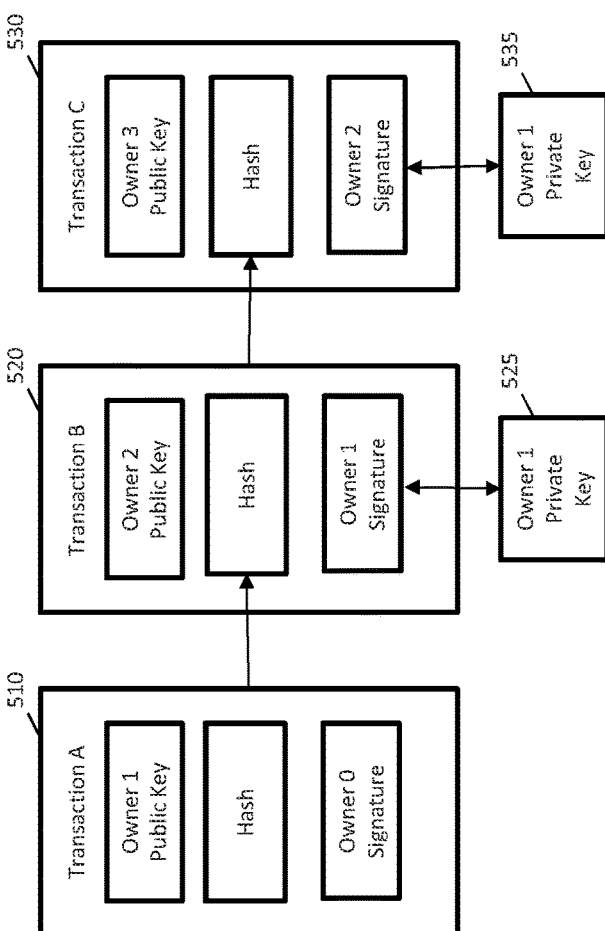 510
Transaction A
Owner 1
Public Key
Hash
Owner 0
Signature
520
Transaction B
Owner 2
Public Key
Hash
Owner 1
Signature
525
Owner 1
Private
Key
530
Transaction C
Owner 3
Public Key
Hash
Owner 2
Signature
535
Owner 1
Private
Key